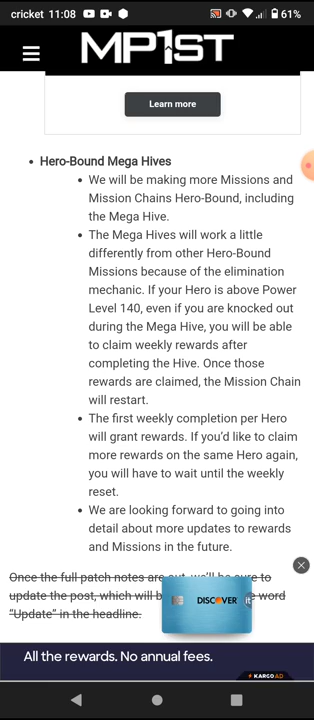 cricket 11:08 61%
MP1ST
Learn more
Hero-Bound Mega Hives
We will be making more Missions and
Mission Chains Hero-Bound, including
the Mega Hive.
The Mega Hives will work a little
differently from other Hero-Bound
Missions because of the elimination
mechanic. If your Hero is above Power
Level 140, even if you are knocked out
during the Mega Hive, you will be able
to claim weekly rewards after
completing the Hive. Once those
rewards are claimed, the Mission Chain
will restart.
The first weekly completion per Hero
will grant rewards. If you’d like to claim
more rewards on the same Hero again,
you will have to wait until the weekly
reset.
We are looking forward to going into
detail about more updates to rewards
and Missions in the future.
Once the full patch notes are out, we’ll be sure to
update the post, which will b word
“Update” in the headline.
DISCOVER it
All the rewards. No annual fees.
KARGO AD